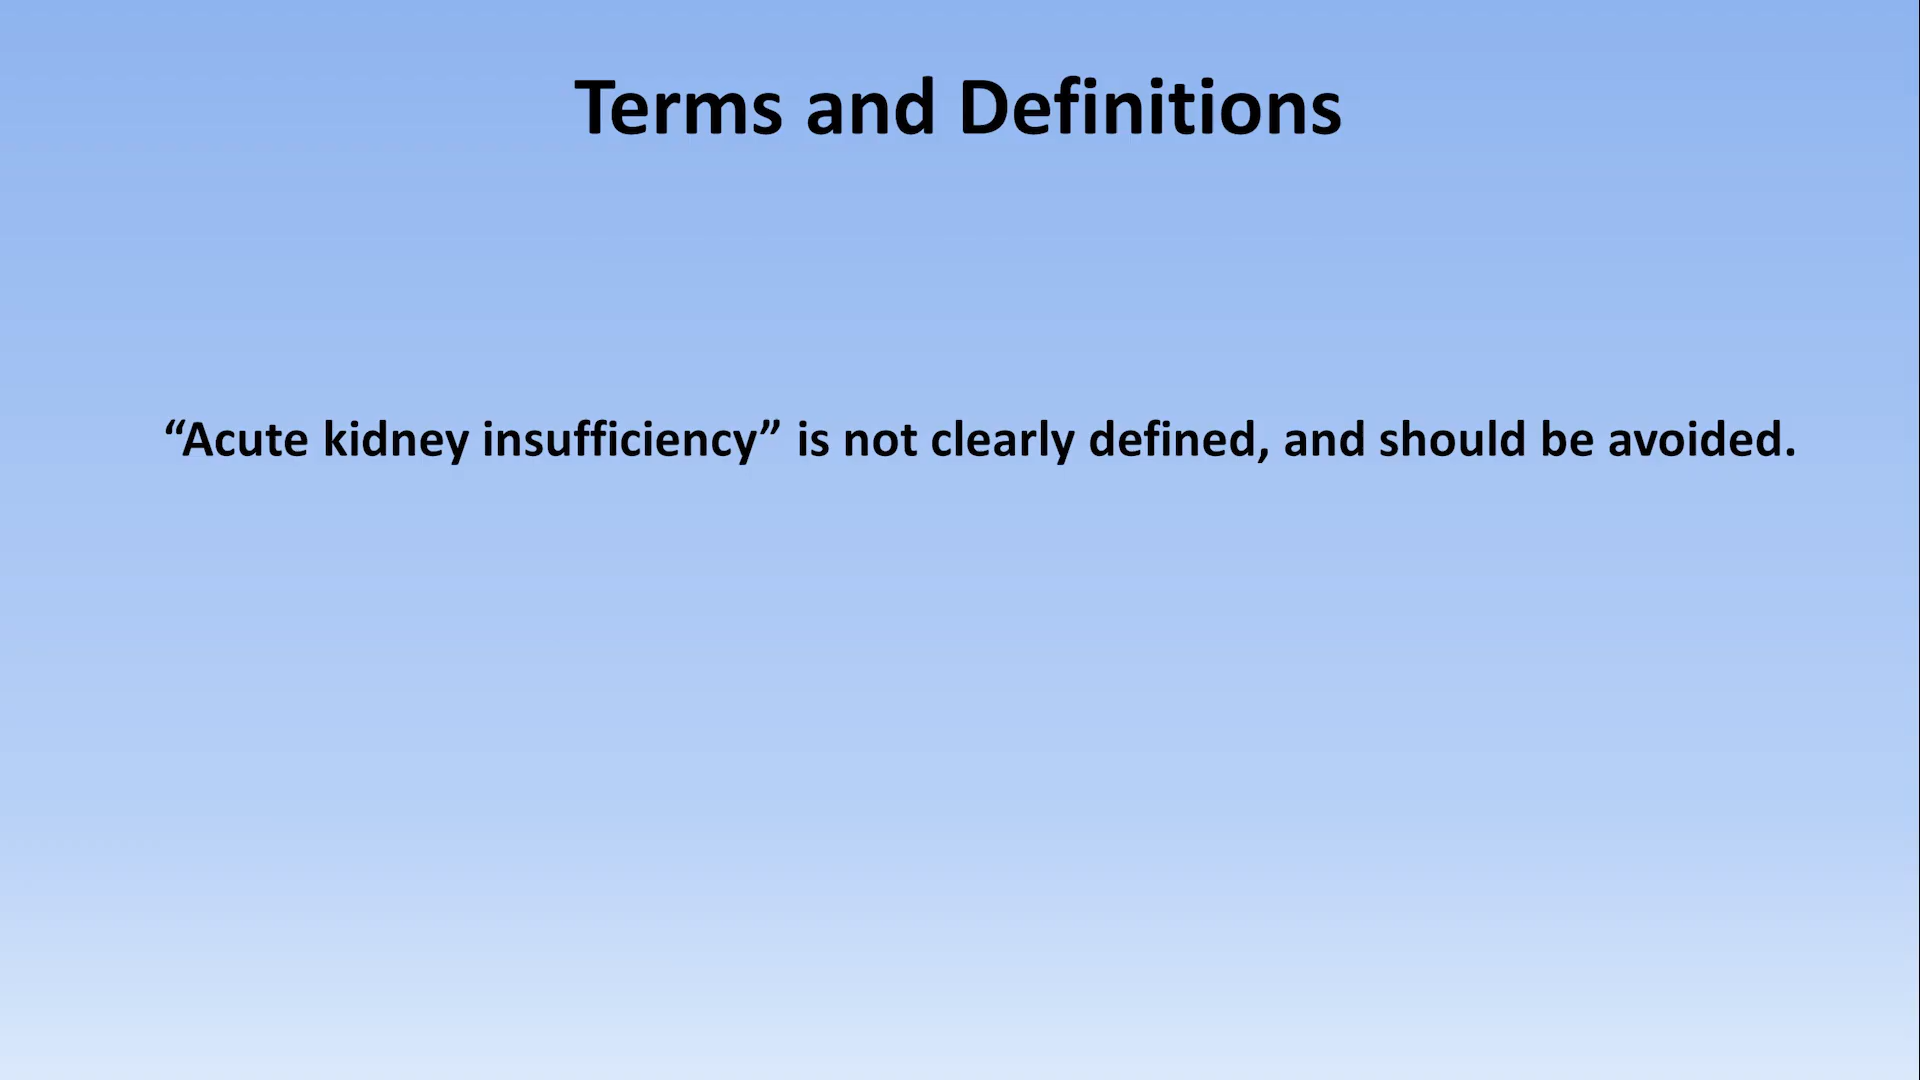 Terms and Definitions
“Acute kidney insufficiency” is not clearly defined, and should be avoided.